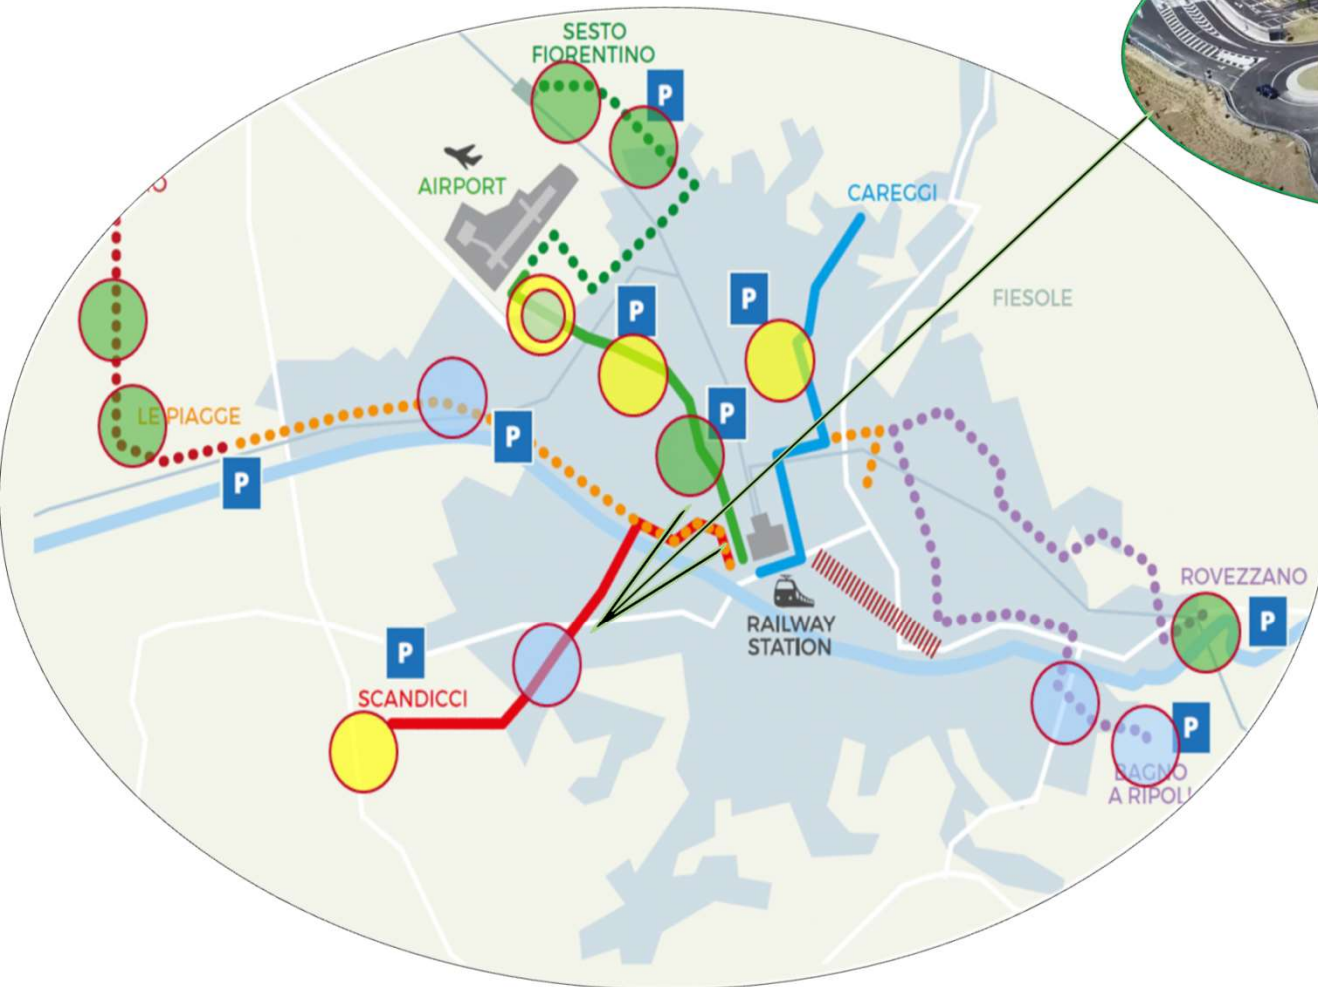 SESTO
FIORENTINO
P
AIRPORT
CAREGGI
P
P
FIESOLE
P
LE PIAGGE
P
P
ROVEZZANO
P
RAILWAY
STATION
P
SCANDICCI
P
BAGNO
A RIPOLI